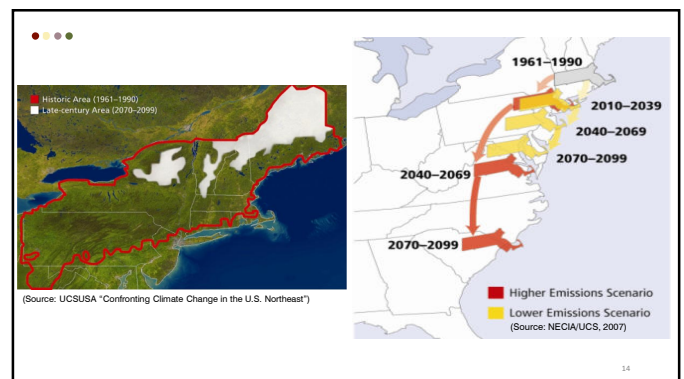 Historic Area (1961–1990)
Late-century Area (2070–2099)
(Source: UCSUSA “Confronting Climate Change in the U.S. Northeast”)
1961–1990
2010–2039
2040–2069
2070–2099
2040–2069
2070–2099
Higher Emissions Scenario
Lower Emissions Scenario
(Source: NECIA/UCS, 2007)
14